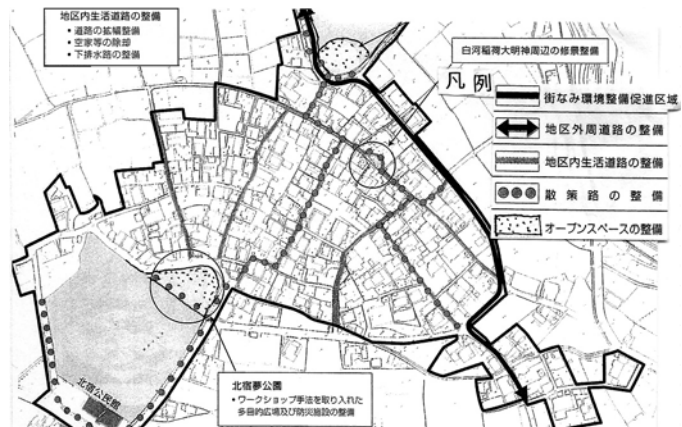 地区内生活道路の整備
• 道路の拡幅整備
• 空家等の除却
• 下排水路の整備
白河稲荷大明神周辺の修景整備
凡例
街なみ環境整備促進区域
地区外周道路の整備
地区内生活道路の整備
散策路の整備
オープンスペースの整備
北宿公民館
北宿夢公園
• ワークショップ手法を取り入れた
多目的広場及び防災施設の整備